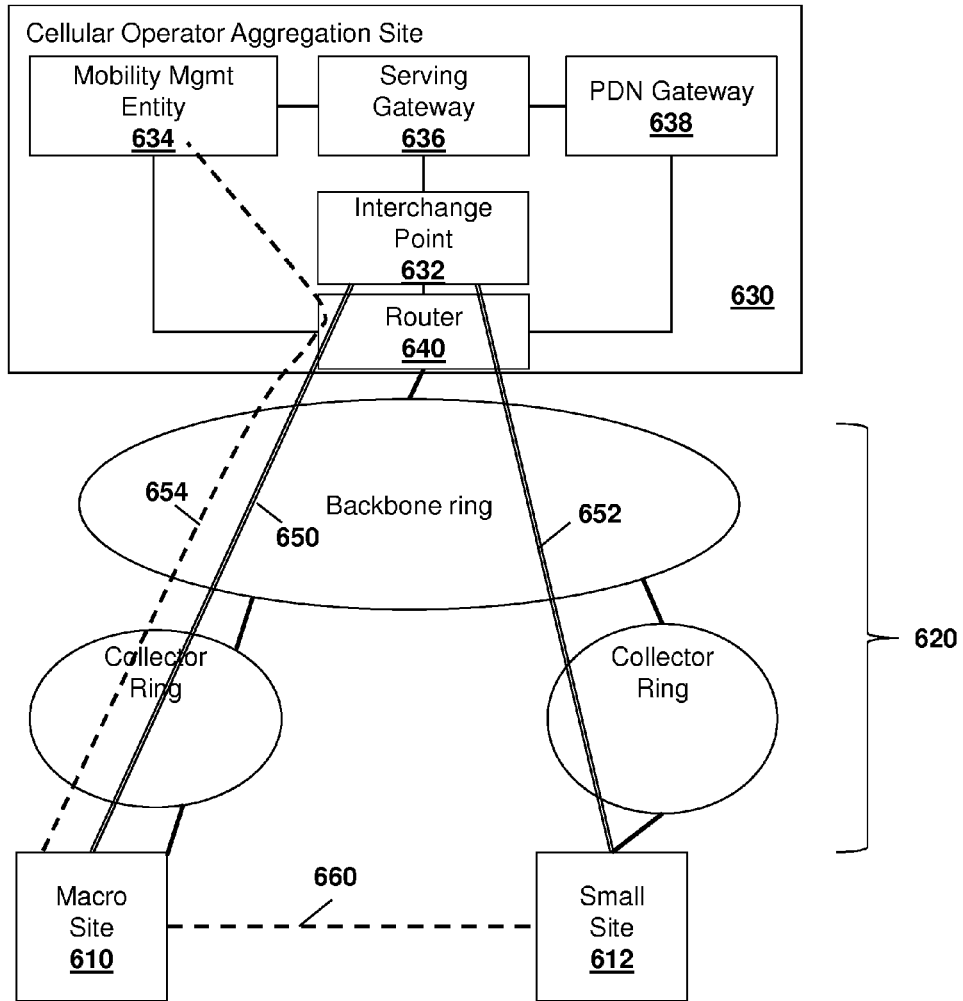 Cellular Operator Aggregation Site
Mobility Mgmt
Entity
634
Serving
Gateway
636
PDN Gateway
638
Interchange
Point
632
630
Router
640
654
650
Backbone ring
652
620
Collector
Ring
Collector
Ring
660
Macro
Site
610
Small
Site
612